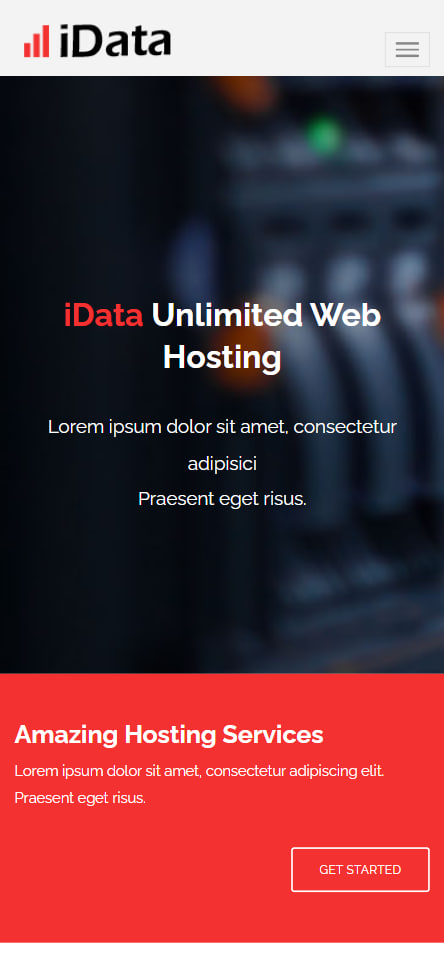 iData
iData Unlimited Web
Hosting
Lorem ipsum dolor sit amet, consectetur
adipisici
Praesent eget risus.
Amazing Hosting Services
Lorem ipsum dolor sit amet, consectetur adipiscing elit.
Praesent eget risus.
GET STARTED